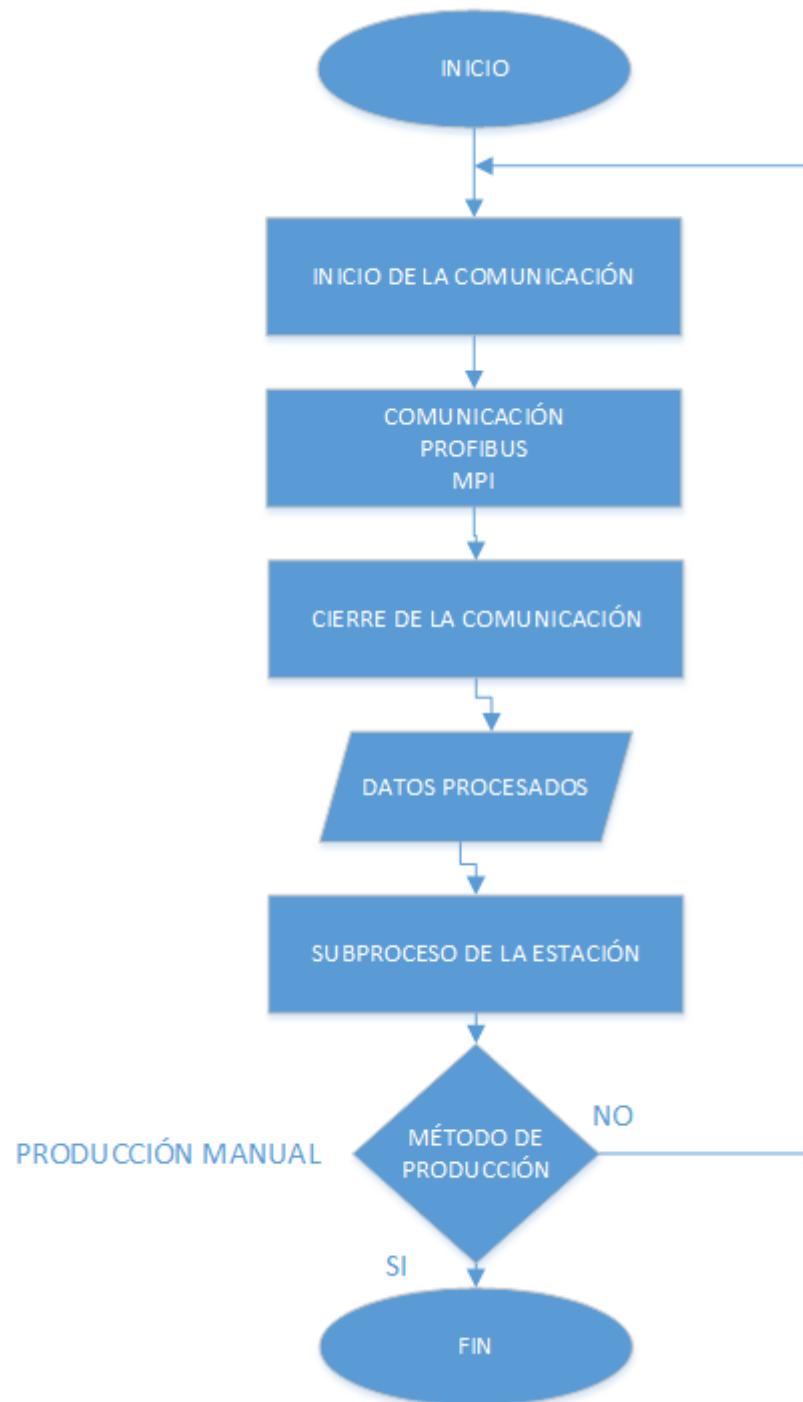 INICIO
INICIO DE LA COMUNICACIÓN
COMUNICACIÓN
PROFIBUS
MPI
CIERRE DE LA COMUNICACIÓN
DATOS PROCESADOS
SUBPROCESO DE LA ESTACIÓN
NO
MÉTODO DE
PRODUCCIÓN
PRODUCCIÓN MANUAL
SI
FIN